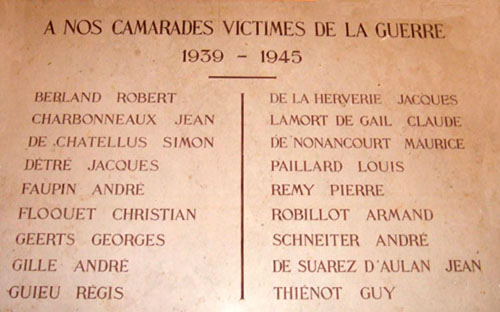 A NOS CAMARADES VICTIMES DE LA GUERRE
1939 - 1945
BERLAND ROBERT
CHARBONNEAUX JEAN
DE CHATELLUS SIMON
DÉTRÉ JACQUES
FAUPIN ANDRÉ
FLOQUET CHRISTIAN
GEERTS GEORGES
GILLE ANDRÉ
GUIEU RÉGIS
DE LA HERVERIE JACQUES
LAMORT DE GAIL CLAUDE
DE NONANCOURT MAURICE
PAILLARD LOUIS
REMY PIERRE
ROBILLOT ARMAND
SCHNEITER ANDRÉ
DE SUAREZ D'AULAN JEAN
THIÉNOT GUY